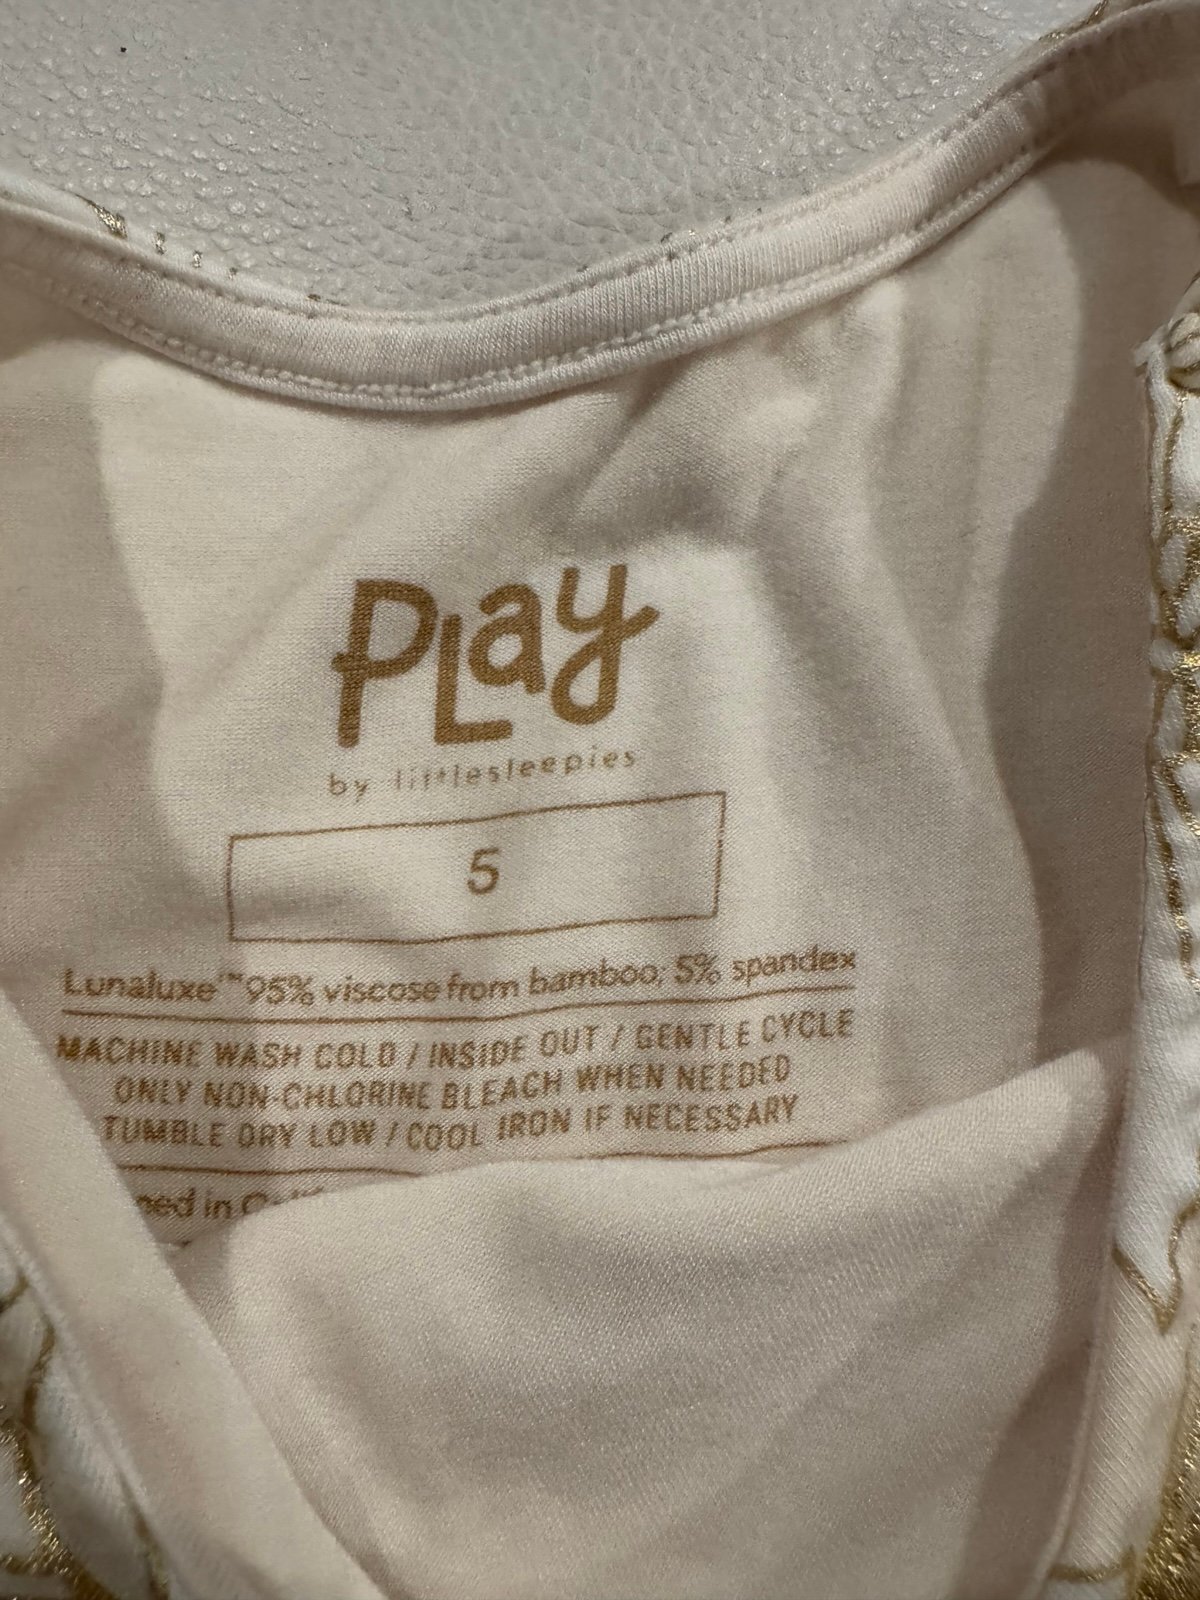 PLay
by littlesleepies
5
Lunaluxe™ 95% viscose from bamboo; 5% spandex
MACHINE WASH COLD / INSIDE OUT / GENTLE CYCLE
ONLY NON-CHLORINE BLEACH WHEN NEEDED
TUMBLE DRY LOW / COOL IRON IF NECESSARY
in